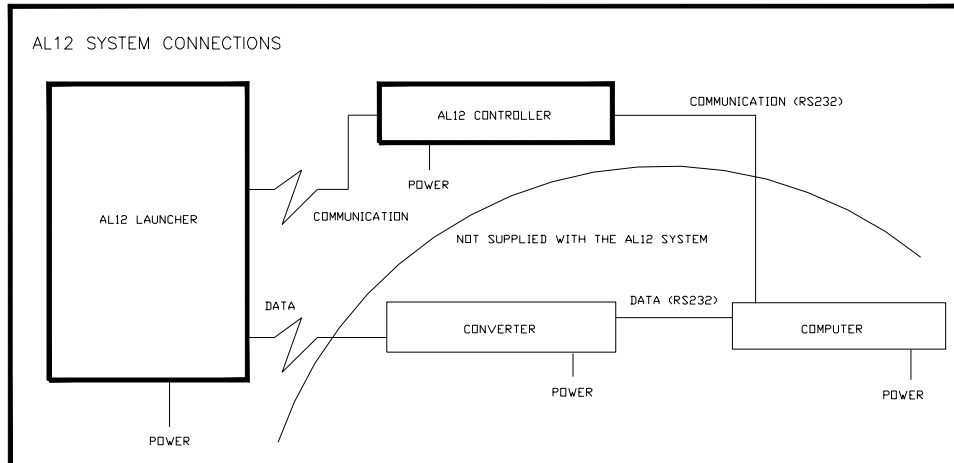 AL12 SYSTEM CONNECTIONS
COMMUNICATION (RS232)
AL12 CONTROLLER
POWER
AL12 LAUNCHER
COMMUNICATION
NOT SUPPLIED WITH THE AL12 SYSTEM
DATA
DATA (RS232)
CONVERTER
COMPUTER
POWER
POWER
POWER